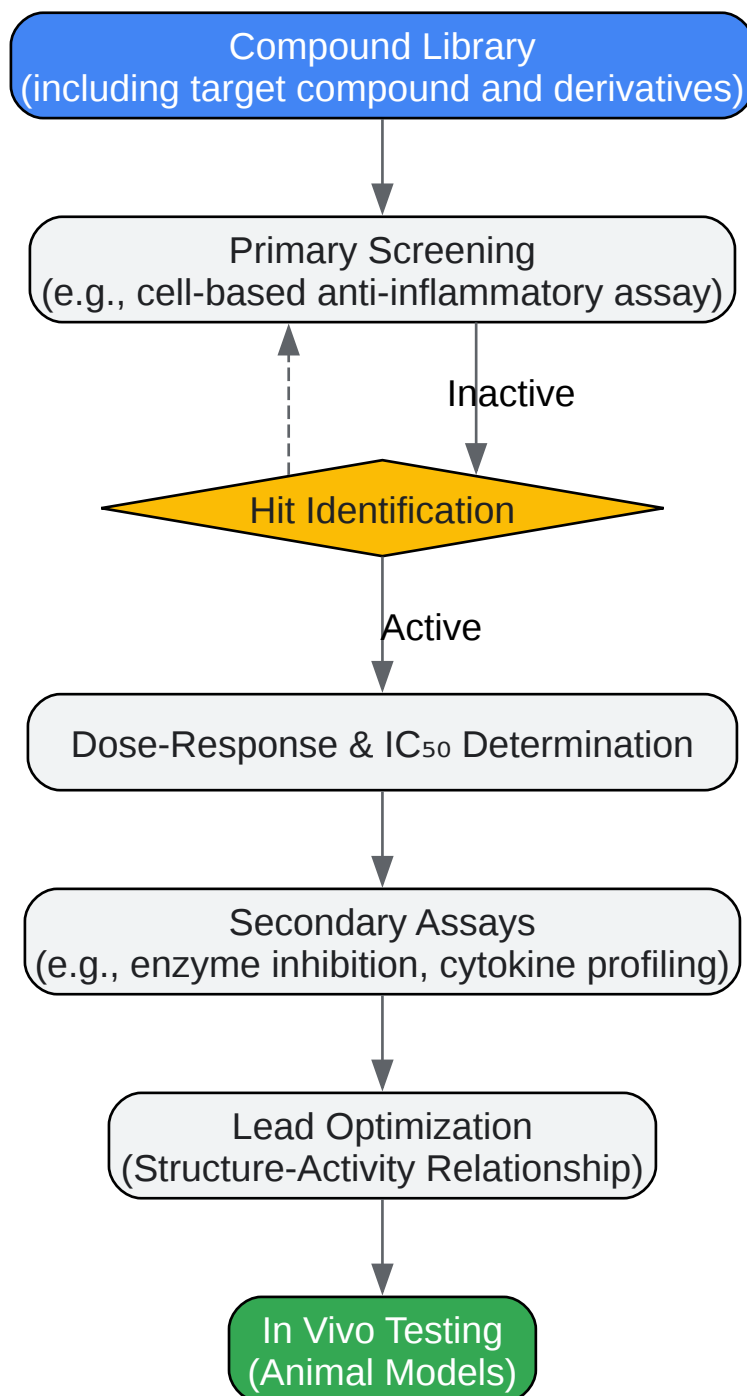 Compound Library
(including target compound and derivatives)
Primary Screening
(e.g., cell-based anti-inflammatory assay)
Inactive
Hit Identification
Active
Dose-Response & IC₅₀ Determination
Secondary Assays
(e.g., enzyme inhibition, cytokine profiling)
Lead Optimization
(Structure-Activity Relationship)
In Vivo Testing
(Animal Models)